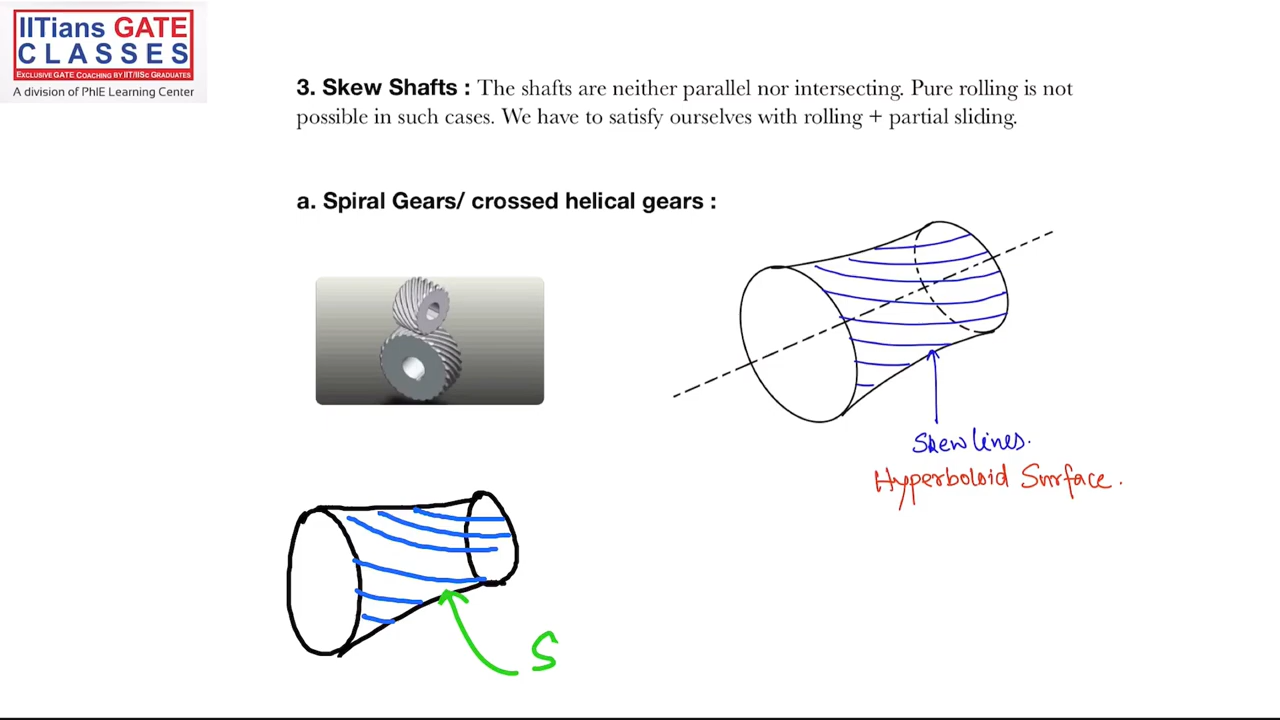 IITians GATE
CLASSES
EXCLUSIVE GATE COACHING BY IIT/IISc GRADUATES
A division of PhIE Learning Center
3. Skew Shafts : The shafts are neither parallel nor intersecting. Pure rolling is not
possible in such cases. We have to satisfy ourselves with rolling + partial sliding.
a. Spiral Gears/ crossed helical gears :
Skew lines.
Hyperboloid Surface.
S